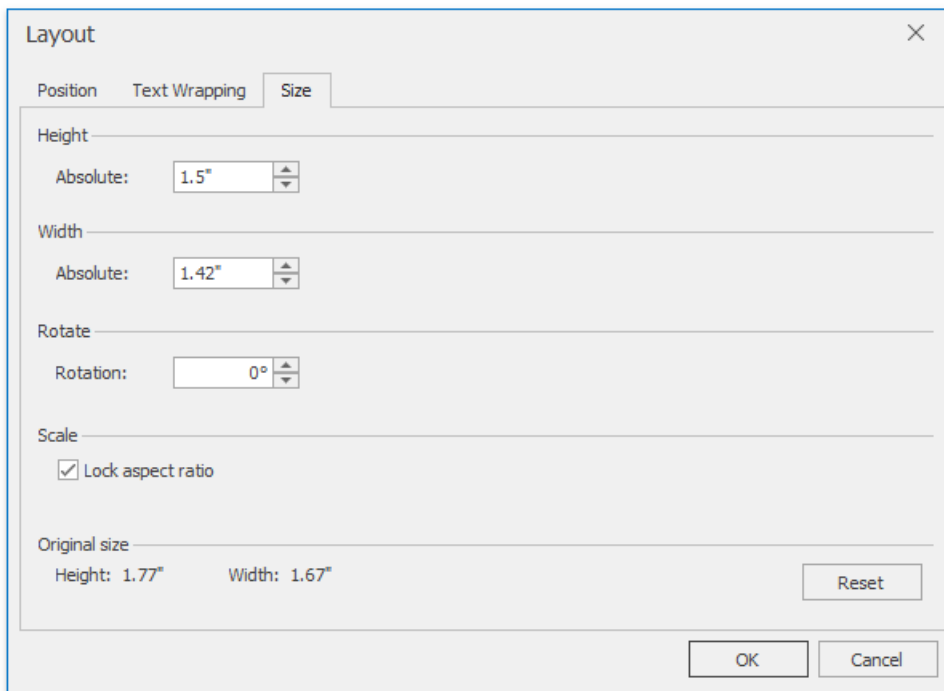 Layout
Position Text Wrapping Size
Height
Absolute: 1.5"
Width
Absolute: 1.42"
Rotate
Rotation: 0°
Scale
Lock aspect ratio
Original size
Height: 1.77" Width: 1.67"
Reset
OK Cancel